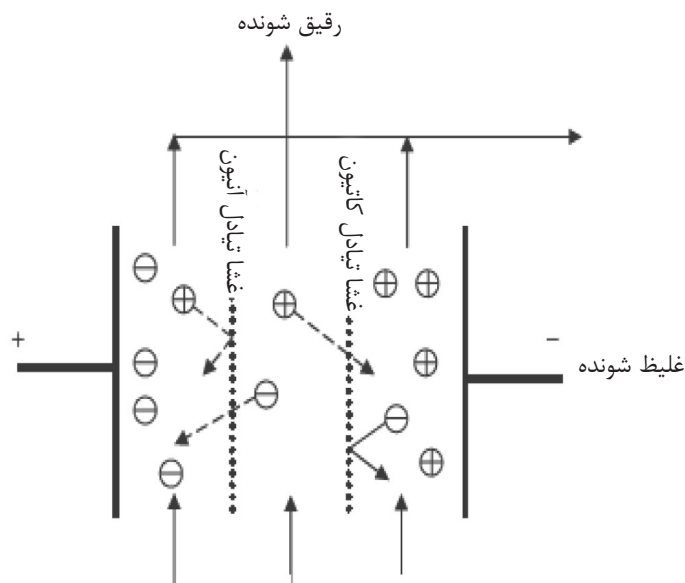 رقیق شونده
غشا تبادل آنیون
غشا تبادل کاتیون
+
−
غلیظ شونده